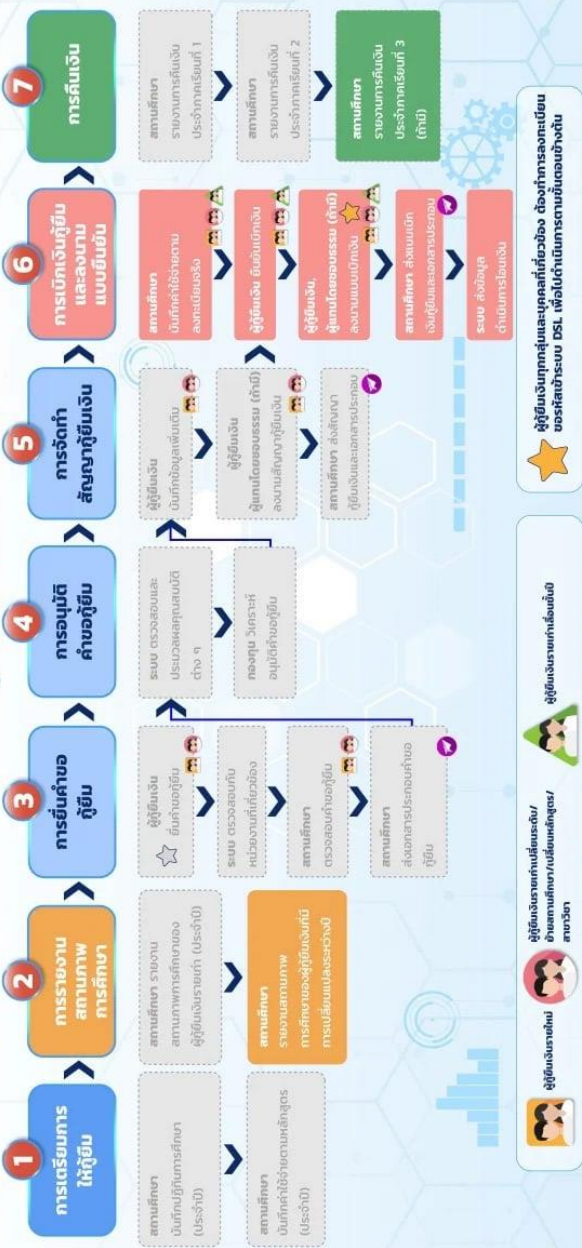 1
การเตรียมการ
ให้กู้ยืม
สถานศึกษา
บันทึกปฏิทินการศึกษา
(ประจำปี)
สถานศึกษา
บันทึกค่าใช้จ่ายตามหลักสูตร
(ประจำปี)
2
การรายงาน
สถานภาพ
การศึกษา
สถานศึกษา รายงาน
สถานภาพการศึกษาของ
ผู้กู้ยืมเงินรายเก่า (ประจำปี)
สถานศึกษา
รายงานสถานภาพ
การศึกษาของผู้กู้ยืมเงินที่มี
การเปลี่ยนแปลงระหว่างปี
3
การยื่นคำขอ
กู้ยืม
ผู้กู้ยืมเงิน
ยื่นคำขอกู้ยืม
ระบบ ตรวจสอบกับ
หน่วยงานที่เกี่ยวข้อง
สถานศึกษา
ตรวจสอบคำขอกู้ยืม
สถานศึกษา
ส่งเอกสารประกอบคำขอ
กู้ยืม
4
การอนุมัติ
คำขอกู้ยืม
ระบบ ตรวจสอบและ
ประมวลผลคุณสมบัติ
ต่าง ๆ
กองทุน วิเคราะห์
อนุมัติคำขอกู้ยืม
5
การจัดทำ
สัญญากู้ยืมเงิน
ผู้กู้ยืมเงิน
บันทึกข้อมูลเพิ่มเติม
ผู้กู้ยืมเงิน
ผู้แทนโดยชอบธรรม (ถ้ามี)
ลงนามสัญญากู้ยืมเงิน
สถานศึกษา ส่งสัญญา
กู้ยืมเงินและเอกสารประกอบ
6
การเบิกเงินกู้ยืม
และลงนาม
แบบยืนยัน
สถานศึกษา
บันทึกค่าใช้จ่ายตาม
ลงทะเบียนจริง
ผู้กู้ยืมเงิน ยืนยันเบิกเงิน
ผู้กู้ยืมเงิน,
ผู้แทนโดยชอบธรรม (ถ้ามี)
ลงนามแบบเบิกเงิน
สถานศึกษา ส่งแบบเบิก
เงินกู้ยืมและเอกสารประกอบ
ระบบ ส่งข้อมูล
ดำเนินการโอนเงิน
7
การคืนเงิน
สถานศึกษา
รายงานการคืนเงิน
ประจำภาคเรียนที่ 1
สถานศึกษา
รายงานการคืนเงิน
ประจำภาคเรียนที่ 2
สถานศึกษา
รายงานการคืนเงิน
ประจำภาคเรียนที่ 3
(ถ้ามี)
ผู้กู้ยืมเงินรายใหม่
ผู้กู้ยืมเงินรายเก่าเปลี่ยนระดับ/
ย้ายสถานศึกษา/เปลี่ยนหลักสูตร/
สาขาวิชา
ผู้กู้ยืมเงินรายเก่าเลื่อนชั้นปี
ผู้กู้ยืมเงินทุกกลุ่มและบุคคลที่เกี่ยวข้อง ต้องทำการลงทะเบียน
ขอรหัสเข้าระบบ DSL เพื่อไปดำเนินการตามขั้นตอนข้างต้น